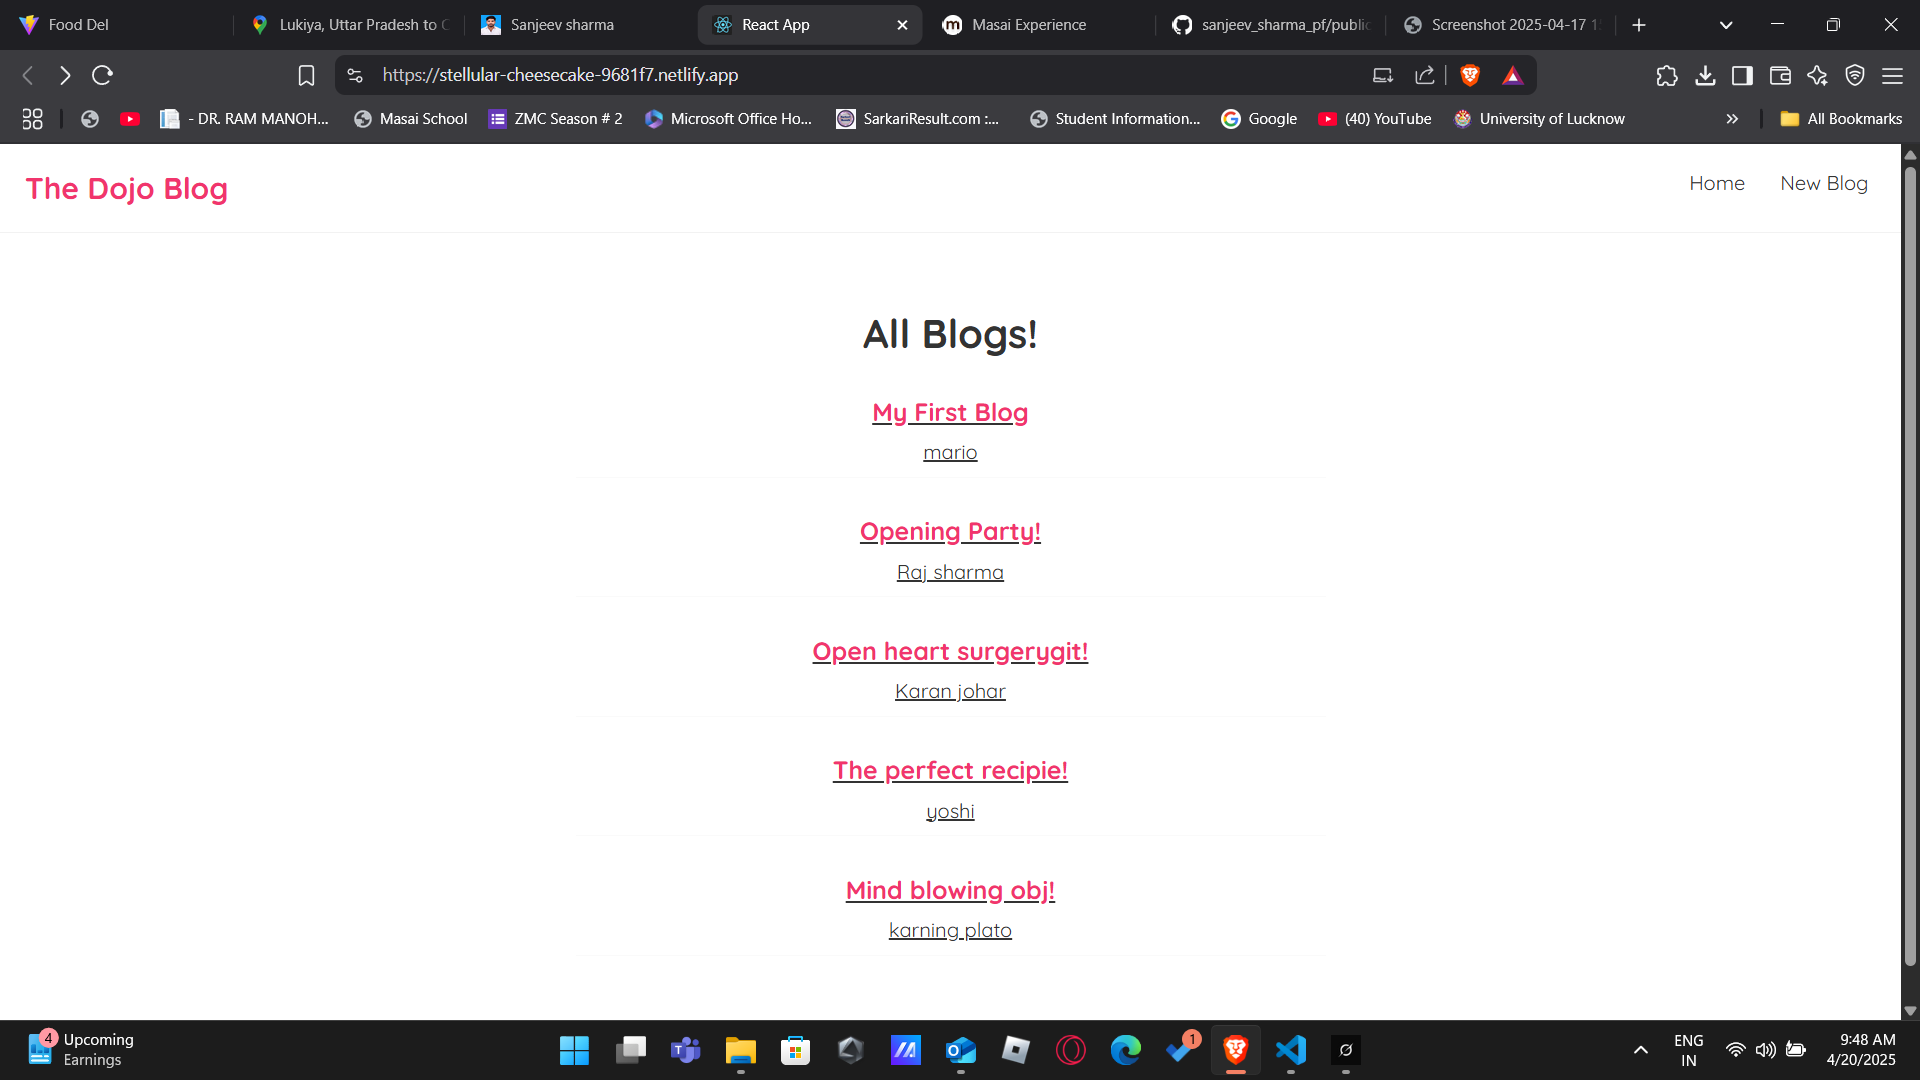 Food Del
Lukiya, Uttar Pradesh to
Sanjeev sharma
React App
Masai Experience
sanjeev_sharma_pf/public
Screenshot 2025-04-17
https://stellular-cheesecake-9681f7.netlify.app
- DR. RAM MANOH...
Masai School
ZMC Season # 2
Microsoft Office Ho...
SarkariResult.com :...
Student Information...
Google
(40) YouTube
University of Lucknow
All Bookmarks
The Dojo Blog
Home
New Blog
All Blogs!
My First Blog
mario
Opening Party!
Raj sharma
Open heart surgerygit!
Karan johar
The perfect recipie!
yoshi
Mind blowing obj!
karning plato
4
Upcoming
Earnings
1
ENG
IN
9:48 AM
4/20/2025